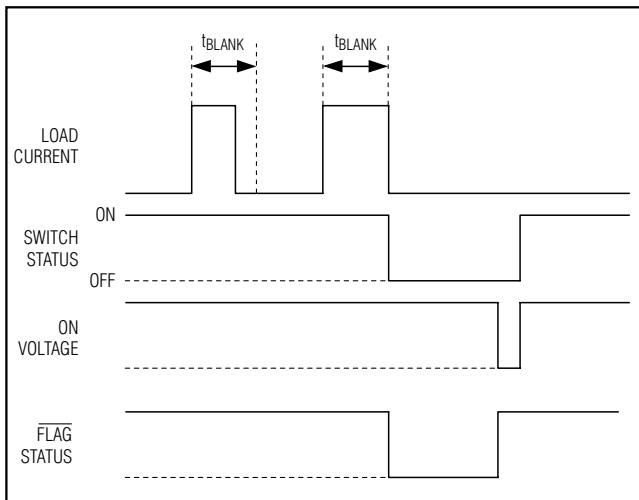 tBLANK
tBLANK
LOAD
CURRENT
ON
SWITCH
STATUS
OFF
ON
VOLTAGE
FLAG
STATUS